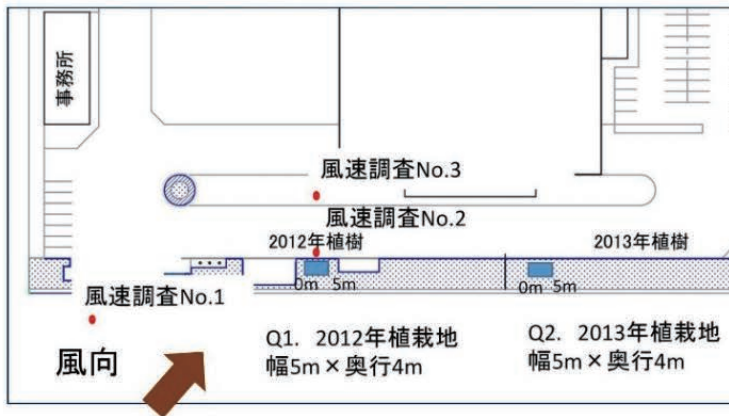 事務所
風速調査No.3
風速調査No.2
2012年植樹
2013年植樹
0m 5m
0m 5m
風速調査No.1
風向
Q1. 2012年植栽地
幅5m×奥行4m
Q2. 2013年植栽地
幅5m×奥行4m